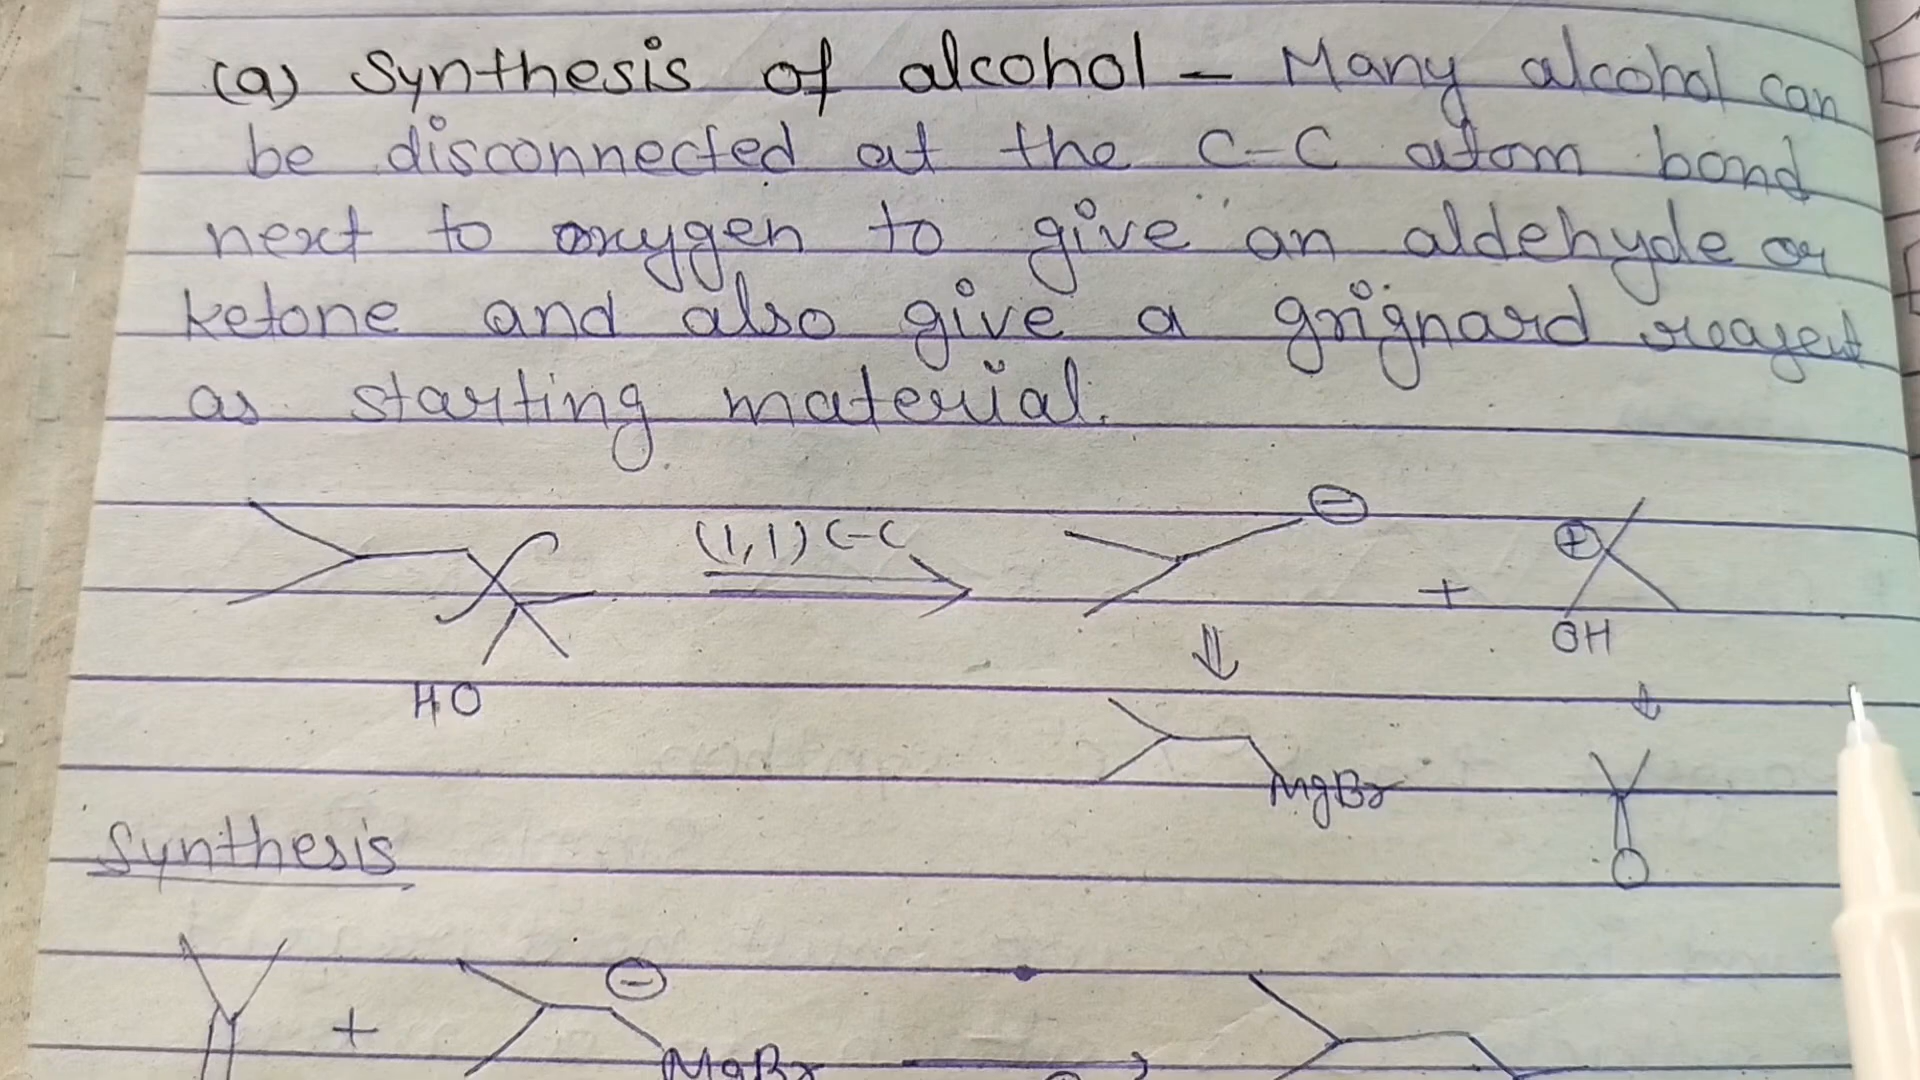 (a) Synthesis of alcohol - Many alcohol can
be disconnected at the C-C atom bond
next to oxygen to give an aldehyde or
ketone and also give a grignard reagent
as starting material.
(1,1) C-C
⊖
⊕
+
OH
HO
MgBr
O
Synthesis
⊖
+
MgBr